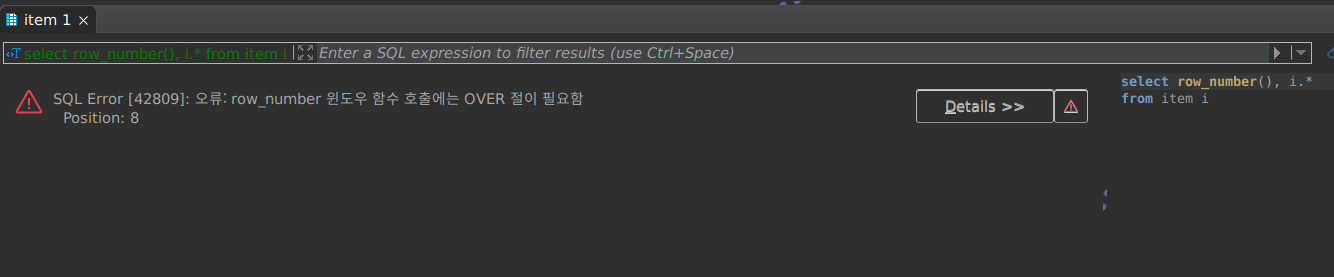 item 1
select row_number(), i.* from item i
Enter a SQL expression to filter results (use Ctrl+Space)
SQL Error [42809]: 오류: row_number 윈도우 함수 호출에는 OVER 절이 필요함
Position: 8
Details >>
select row_number(), i.*
from item i